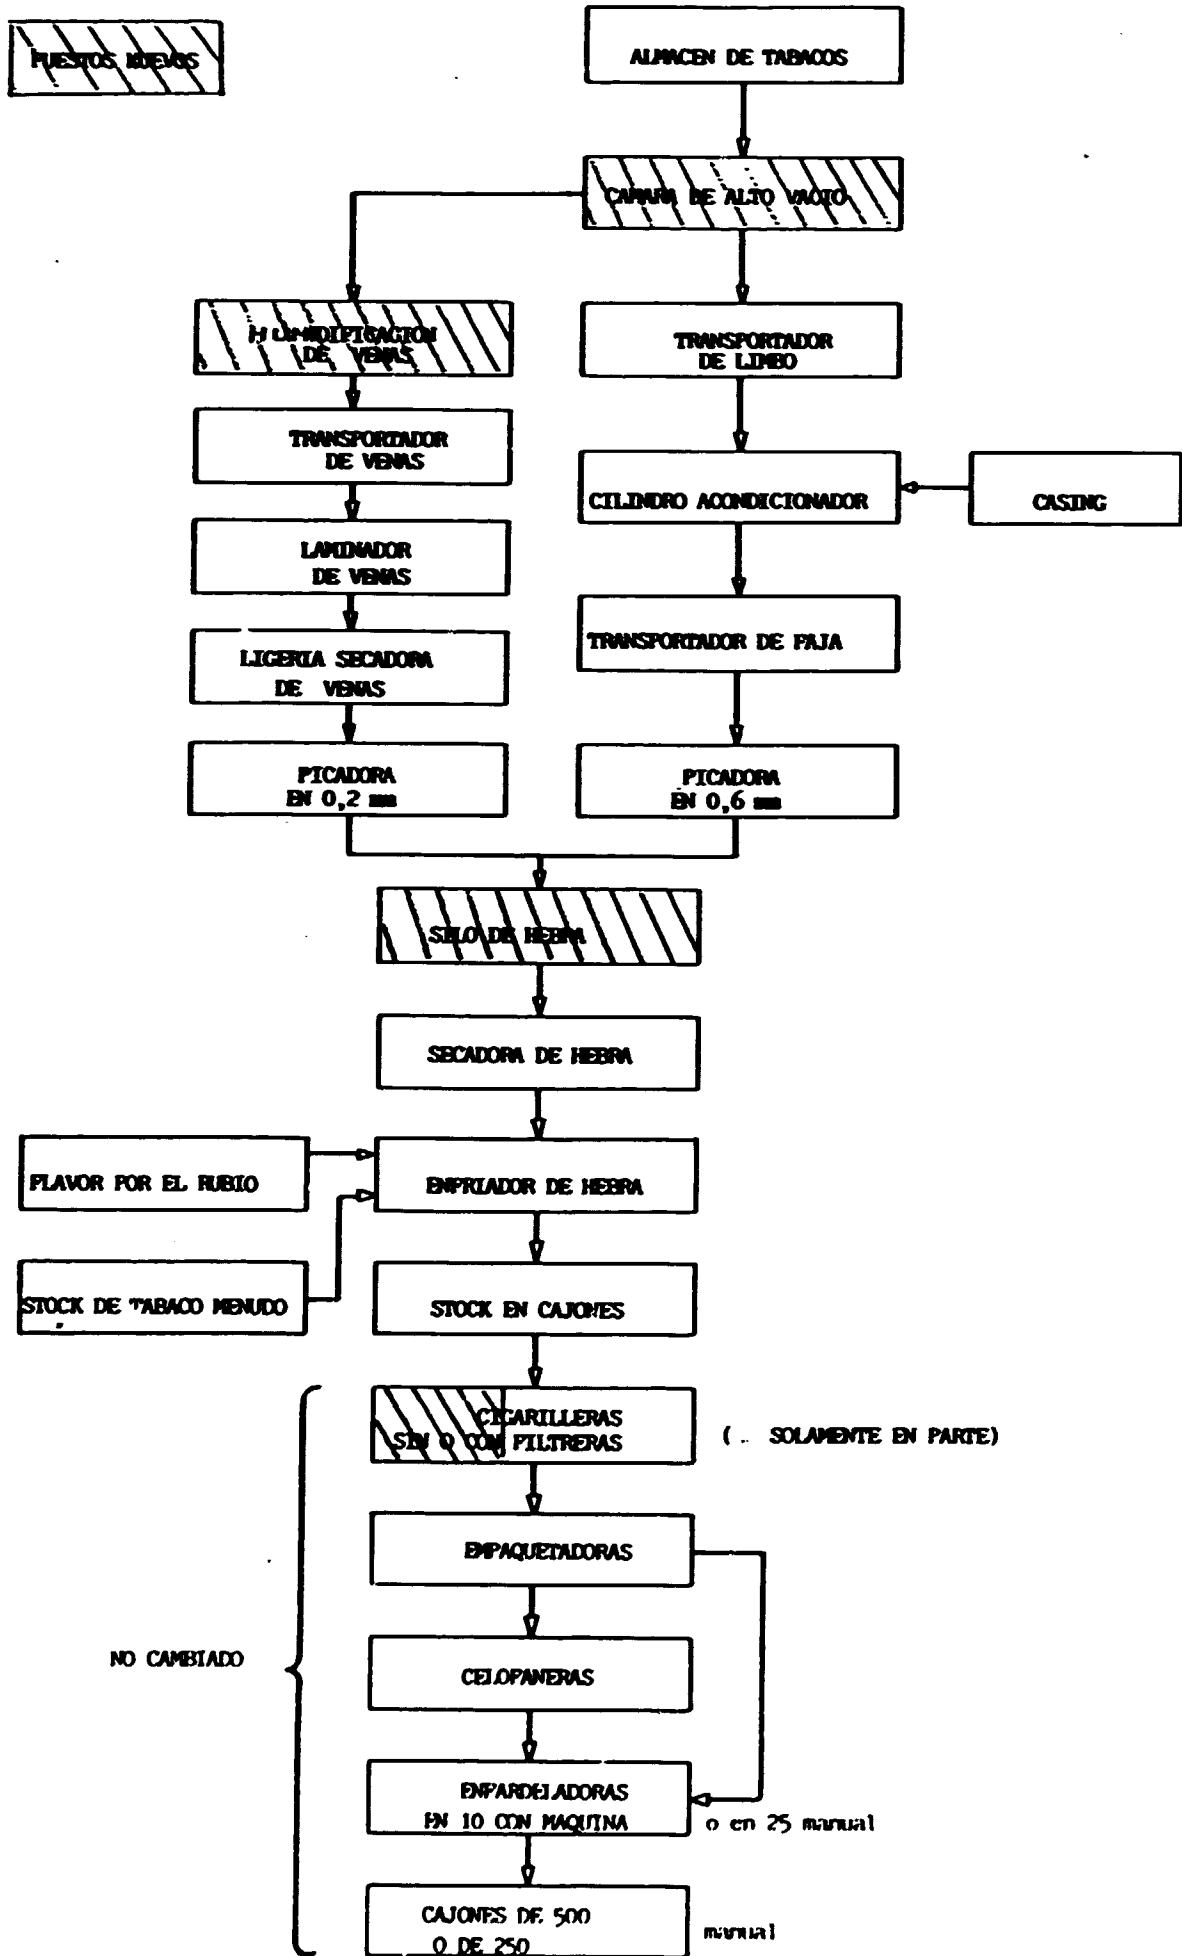 PUESTOS NUEVOS
ALMACEN DE TABACOS
CAMARA DE ALTO VACIO
HUMIDIFICACION
DE VENAS
TRANSPORTADOR
DE LIMBO
TRANSPORTADOR
DE VENAS
CILINDRO ACONDICIONADOR
CASING
LAMINADOR
DE VENAS
TRANSPORTADOR DE FAJA
LIGERIA SECADORA
DE VENAS
PICADORA
EN 0,2 mm
PICADORA
EN 0,6 mm
SILO DE HEBRA
SECADORA DE HEBRA
FLAVOR POR EL RUBIO
ENFRIADOR DE HEBRA
STOCK DE TABACO MENUDO
STOCK EN CAJONES
CIGARILLERAS
SIN O CON FILTRERAS
( .. SOLAMENTE EN PARTE)
EMPAQUETADORAS
NO CAMBIADO
CELOFANERAS
ENFARDELADORAS
EN 10 CON MAQUINA
o en 25 manual
CAJONES DE 500
O DE 250
manual